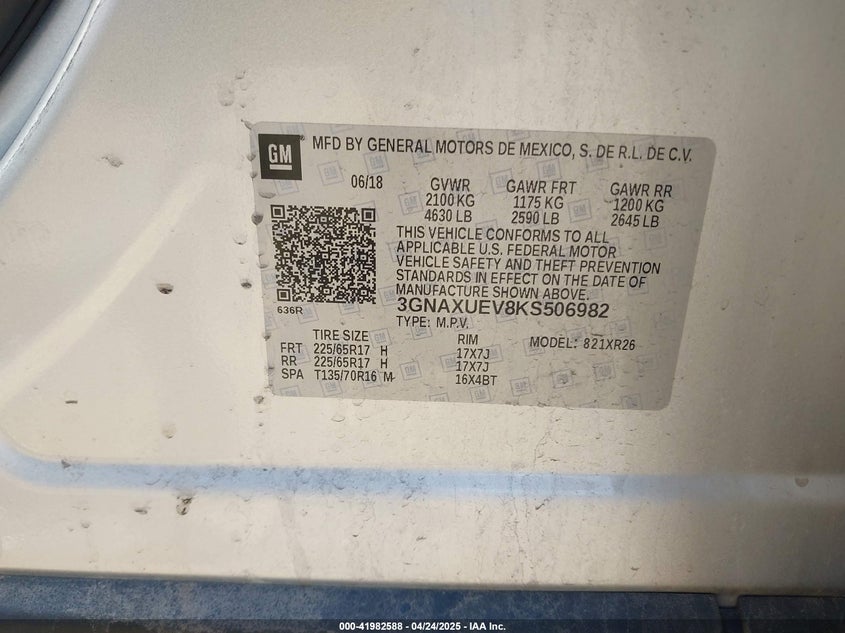 GM
MFD BY GENERAL MOTORS DE MEXICO, S. DE R.L. DE C.V.
06/18 GVWR GAWR FRT GAWR RR
2100 KG 1175 KG 1200 KG
4630 LB 2590 LB 2645 LB
THIS VEHICLE CONFORMS TO ALL
APPLICABLE U.S. FEDERAL MOTOR
VEHICLE SAFETY AND THEFT PREVENTION
STANDARDS IN EFFECT ON THE DATE OF
MANUFACTURE SHOWN ABOVE.
636R
3GNAXUEV8KS506982
TYPE: M.P.V.
TIRE SIZE RIM MODEL: 821XR26
FRT 225/65R17 H 17X7J
RR 225/65R17 H 17X7J
SPA T135/70R16 M 16X4BT
000-41982588 - 04/24/2025 - IAA Inc.